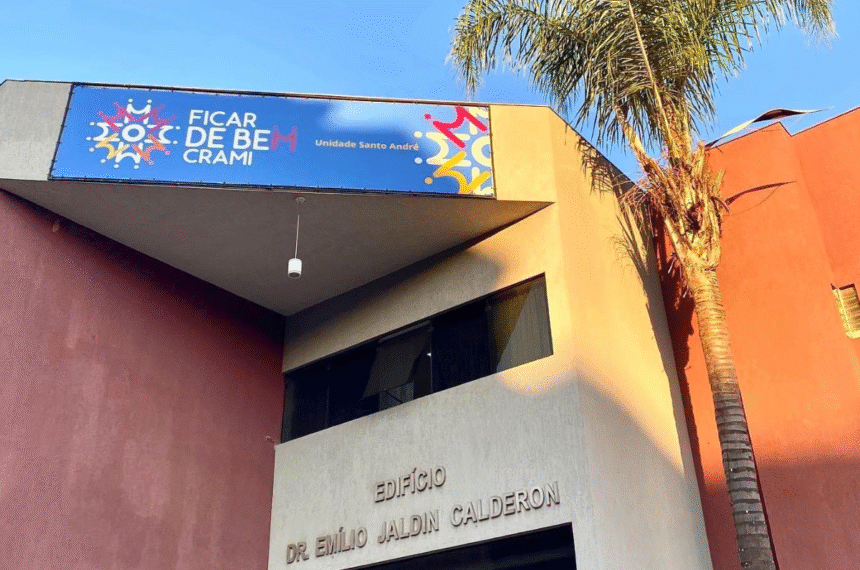 FICAR
DE BEM
CRAMI
Unidade Santo André
EDIFÍCIO
DR. EMÍLIO JALDIN CALDERON